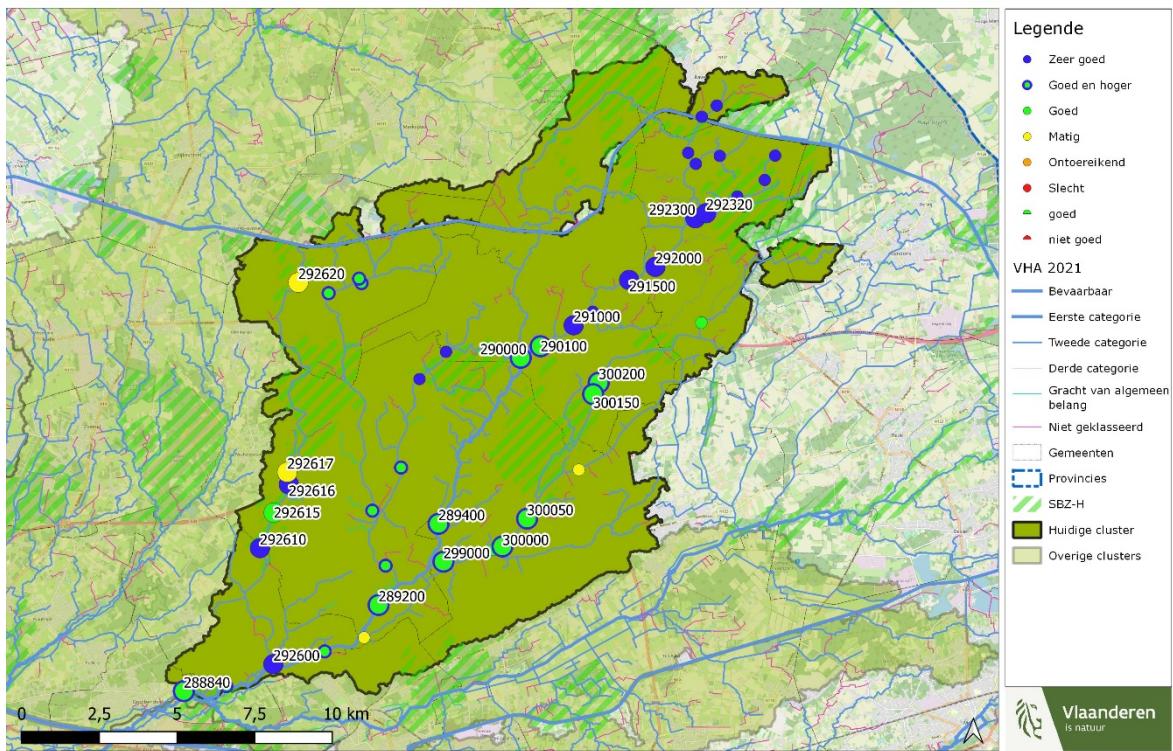 292300
292320
292000
291500
292620
291000
290000
290100
300200
300150
292617
292616
292615
292610
289400
300050
299000
300000
289200
292600
288840
0
2,5
5
7,5
10 km
Legende
Zeer goed
Goed en hoger
Goed
Matig
Ontoereikend
Slecht
goed
niet goed
VHA 2021
Bevaarbaar
Eerste categorie
Tweede categorie
Derde categorie
Gracht van algemeen
belang
Niet geklasseerd
Gemeenten
Provincies
SBZ-H
Huidige cluster
Overige clusters
Vlaanderen
is natuur